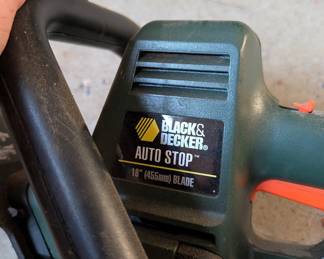 BLACK&
DECKER®
AUTO STOP™
18" (455mm) BLADE